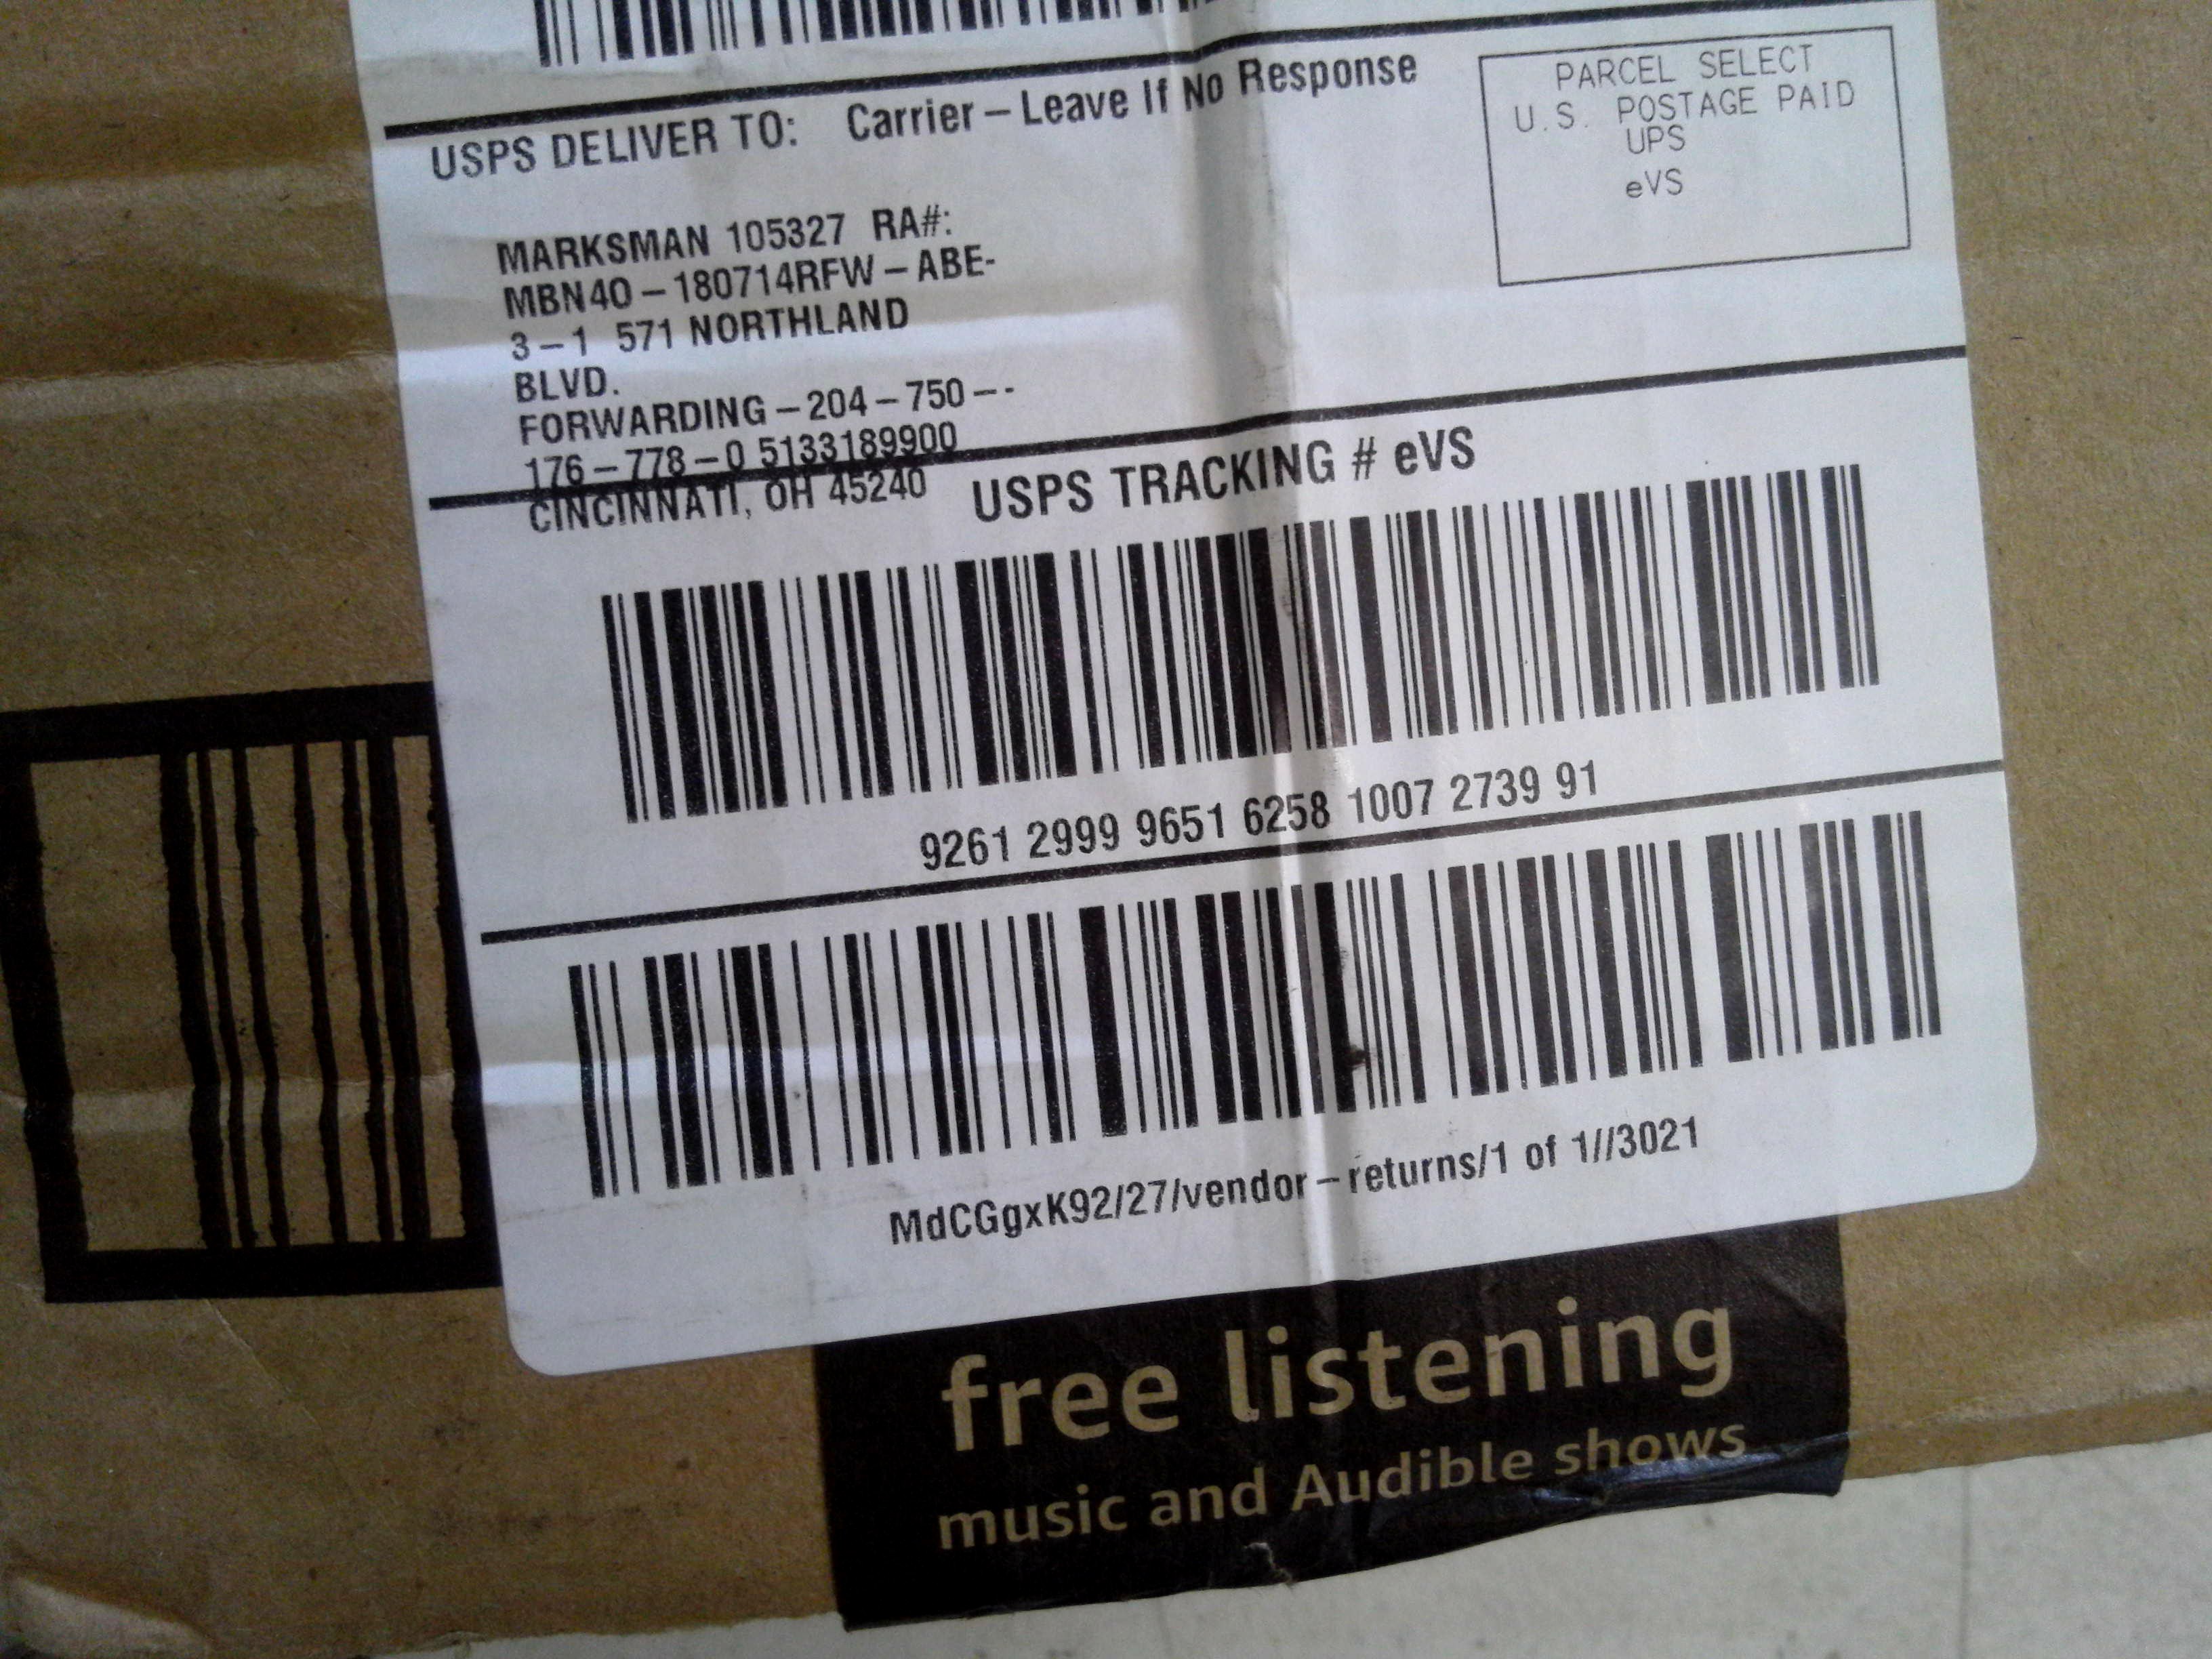 USPS DELIVER TO: Carrier – Leave If No Response
PARCEL SELECT
U.S. POSTAGE PAID
UPS
eVS
MARKSMAN 105327 RA#:
MBN4O – 180714RFW – ABE-
3 – 1 571 NORTHLAND
BLVD.
FORWARDING – 204 – 750 – -
176 – 778 – 0 5133189900
CINCINNATI, OH 45240
USPS TRACKING # eVS
9261 2999 9651 6258 1007 2739 91
MdCGgxK92/27/vendor – returns/1 of 1//3021
free listening
music and Audible shows